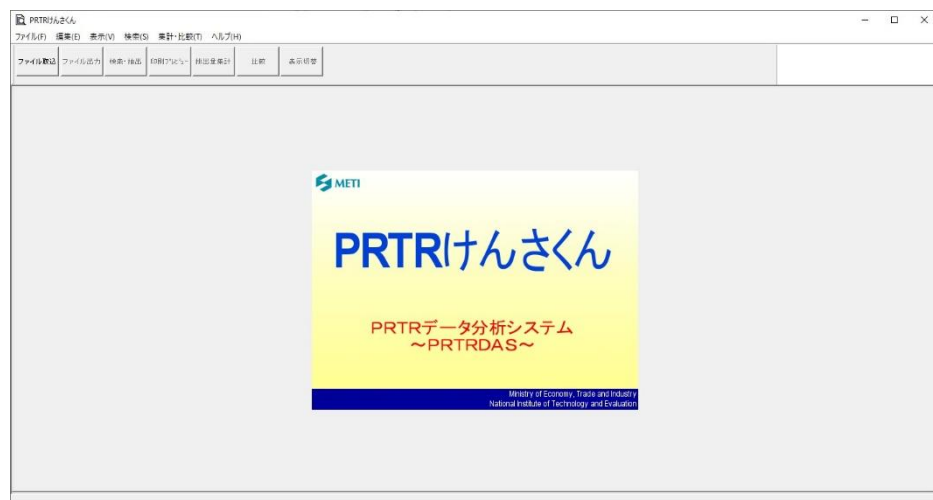 PRTRけんさくん
ファイル(F) 編集(E) 表示(V) 検索(S) 集計・比較(T) ヘルプ(H)
ファイル取込 ファイル出力 検索・抽出 印刷プレビュー 抽出量集計 比較 表示切替
METI
PRTRけんさくん
PRTRデータ分析システム
～PRTRDAS～
Ministry of Economy, Trade and Industry
National Institute of Technology and Evaluation